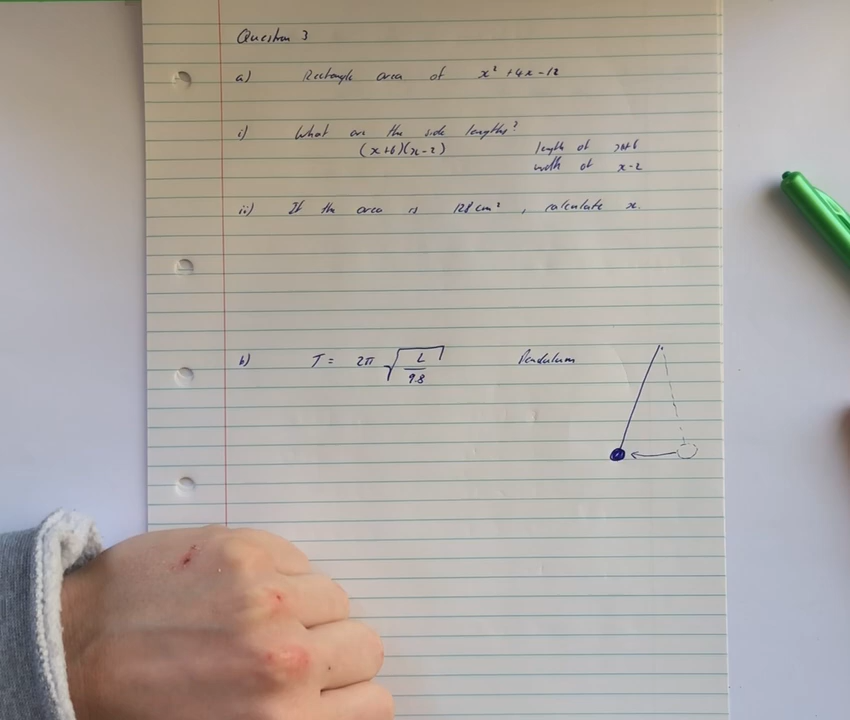 Question 3
a) Rectangle area of x² + 4x - 12
i) What are the side lengths?
(x+6)(x-2) length of x+6
width of x-2
ii) If the area is 128 cm², calculate x.
b) T = 2π √(L/9.8) Pendulum